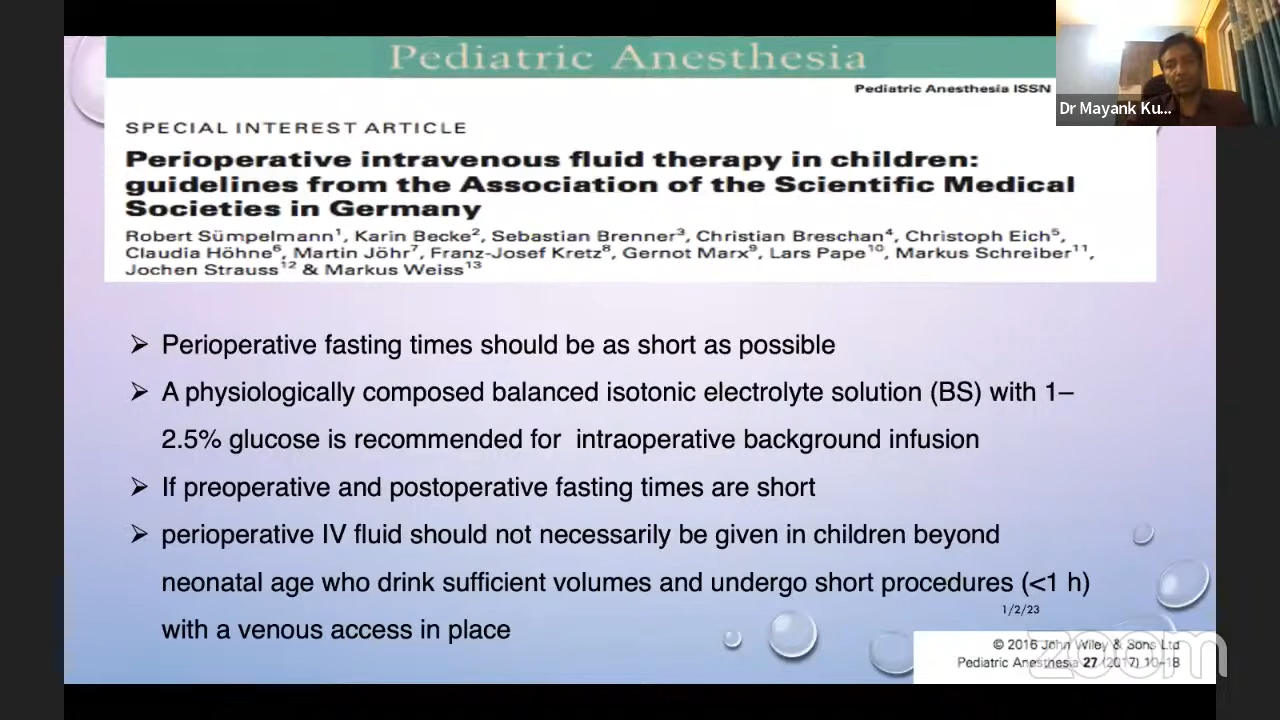 Pediatric Anesthesia
Pediatric Anesthesia ISSN
Dr Mayank Ku...
SPECIAL INTEREST ARTICLE
Perioperative intravenous fluid therapy in children:
guidelines from the Association of the Scientific Medical
Societies in Germany
Robert Sümpelmann¹, Karin Becke², Sebastian Brenner³, Christian Breschan⁴, Christoph Eich⁵,
Claudia Höhne⁶, Martin Jöhr⁷, Franz-Josef Kretz⁸, Gernot Marx⁹, Lars Pape¹⁰, Markus Schreiber¹¹,
Jochen Strauss¹² & Markus Weiss¹³
➢ Perioperative fasting times should be as short as possible
➢ A physiologically composed balanced isotonic electrolyte solution (BS) with 1–
2.5% glucose is recommended for intraoperative background infusion
➢ If preoperative and postoperative fasting times are short
➢ perioperative IV fluid should not necessarily be given in children beyond
neonatal age who drink sufficient volumes and undergo short procedures (<1 h)
with a venous access in place
1/2/23
© 2016 John Wiley & Sons Ltd
Pediatric Anesthesia 27 (2017) 10–18
zoom